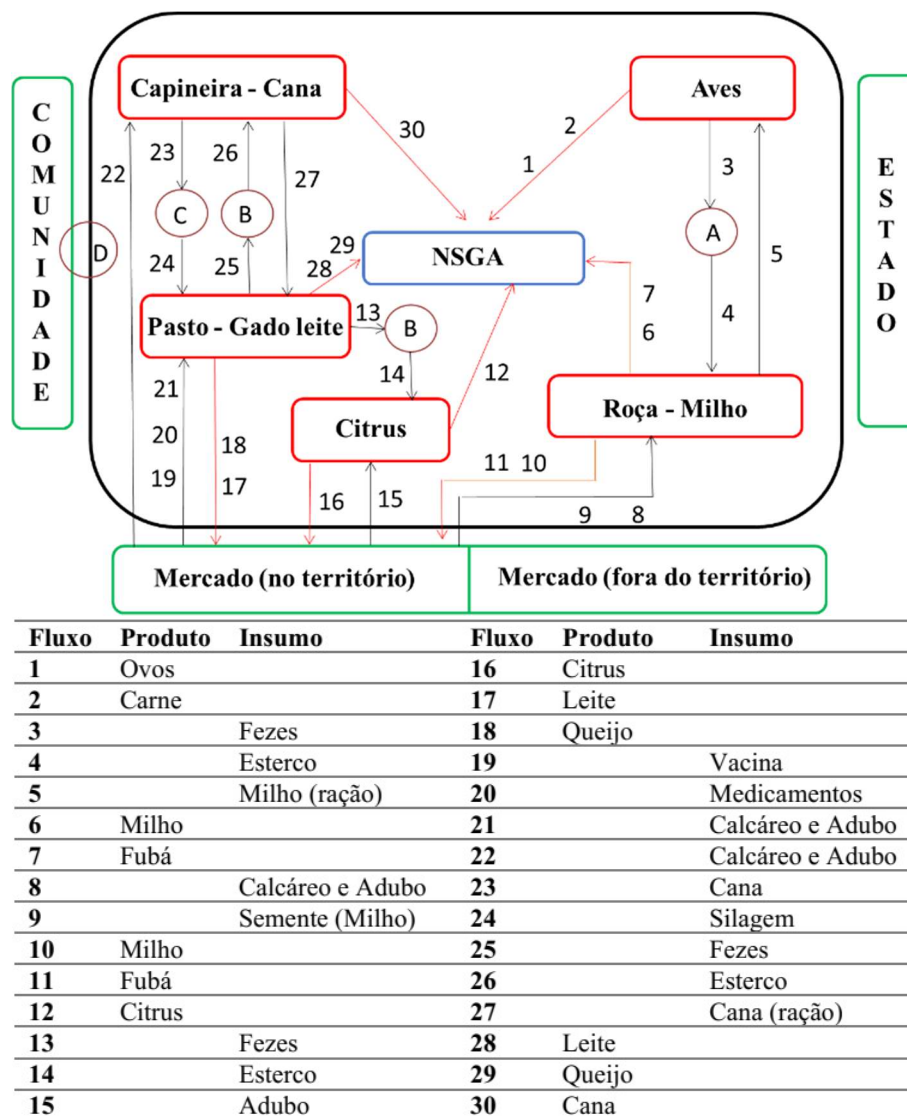 COMUNIDADE
ESTADO
Capineira - Cana
Aves
30
2
1
23
26
22
27
3
C
B
A
D
5
24
25
29
28
NSGA
7
6
4
13
Pasto - Gado leite
B
14
12
21
20
19
18
17
Citrus
Roça - Milho
16
15
11 10
9
8
Mercado (no território)
Mercado (fora do território)
Fluxo Produto Insumo Fluxo Produto Insumo
1 Ovos 16 Citrus
2 Carne 17 Leite
3 Fezes 18 Queijo
4 Esterco 19 Vacina
5 Milho (ração) 20 Medicamentos
6 Milho 21 Calcáreo e Adubo
7 Fubá 22 Calcáreo e Adubo
8 Calcáreo e Adubo 23 Cana
9 Semente (Milho) 24 Silagem
10 Milho 25 Fezes
11 Fubá 26 Esterco
12 Citrus 27 Cana (ração)
13 Fezes 28 Leite
14 Esterco 29 Queijo
15 Adubo 30 Cana